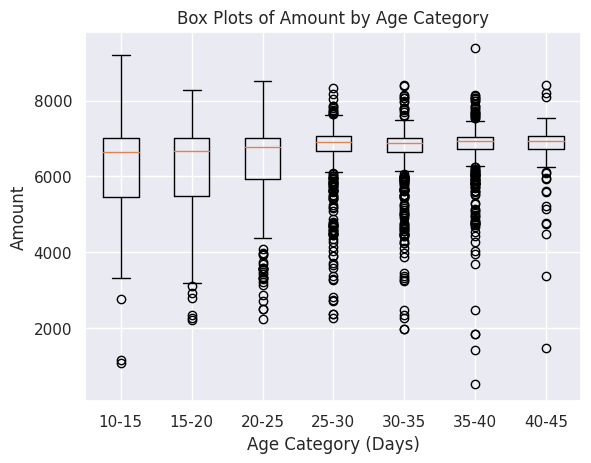 Box Plots of Amount by Age Category
Amount
8000
6000
4000
2000
10-15 15-20 20-25 25-30 30-35 35-40 40-45
Age Category (Days)